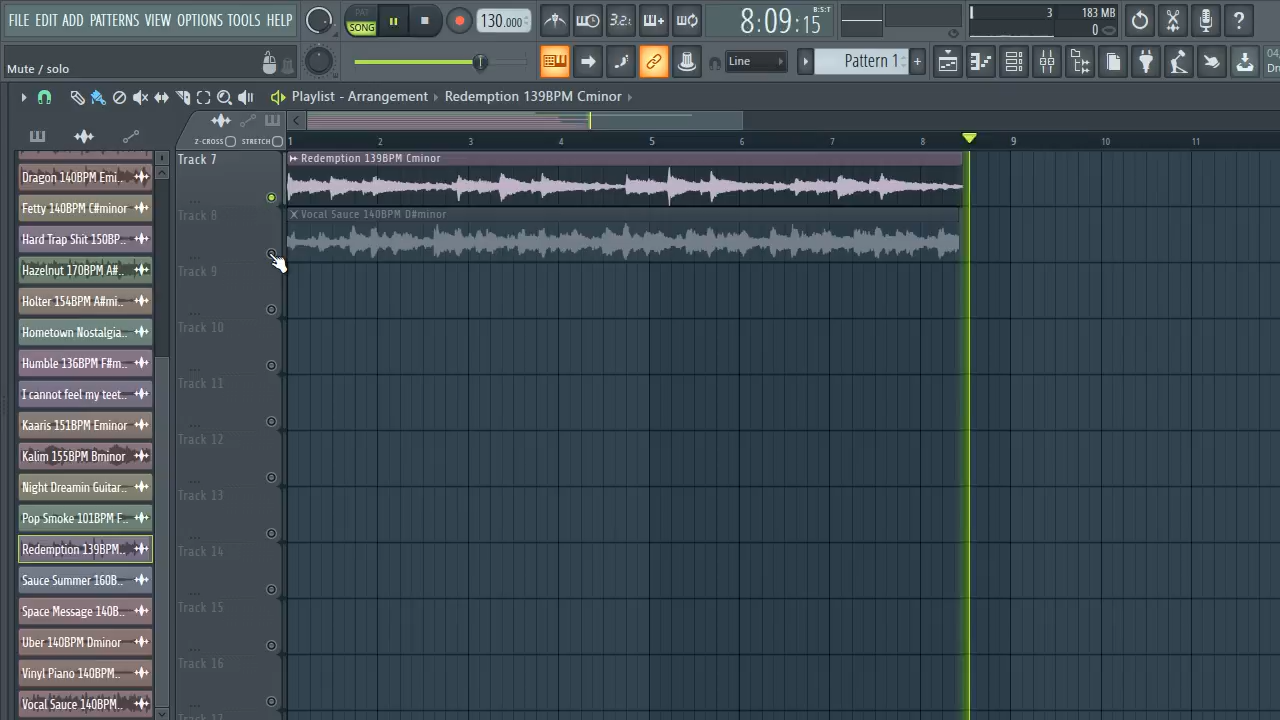 FILE EDIT ADD PATTERNS VIEW OPTIONS TOOLS HELP
PAT
SONG
130.000
3.2..
8:09:15
B:S:T
3
183 MB
0
Mute / solo
Line
Pattern 1
+
04
Playlist - Arrangement
Redemption 139BPM Cminor
Z-CROSS
STRETCH
1 2 3 4 5 6 7 8 9 10 11
Dragon 140BPM Emi..
Fetty 140BPM C#minor
Hard Trap Shit 150BP..
Hazelnut 170BPM A#..
Holter 154BPM A#mi..
Hometown Nostalgia..
Humble 136BPM F#m..
I cannot feel my teet..
Kaaris 151BPM Eminor
Kalim 155BPM Bminor
Night Dreamin Guitar..
Pop Smoke 101BPM F..
Redemption 139BPM..
Sauce Summer 160B..
Space Message 140B..
Uber 140BPM Dminor
Vinyl Piano 140BPM..
Vocal Sauce 140BPM..
Track 7
Redemption 139BPM Cminor
Track 8
Vocal Sauce 140BPM D#minor
Track 9
Track 10
Track 11
Track 12
Track 13
Track 14
Track 15
Track 16